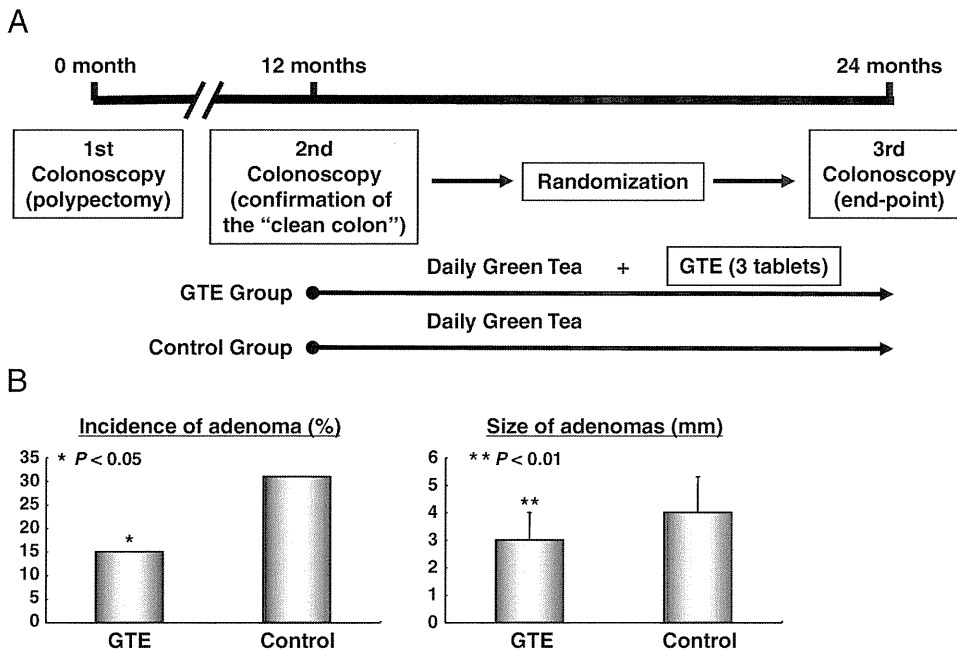 A
0 month 12 months 24 months
1st
Colonoscopy
(polypectomy)
2nd
Colonoscopy
(confirmation of
the “clean colon”)
Randomization
3rd
Colonoscopy
(end-point)
Daily Green Tea + GTE (3 tablets)
GTE Group
Daily Green Tea
Control Group
B
Incidence of adenoma (%)
* P < 0.05
35
30
25
20
15
10
5
0
*
GTE Control
Size of adenomas (mm)
** P < 0.01
6
5
4
3
2
1
0
**
GTE Control